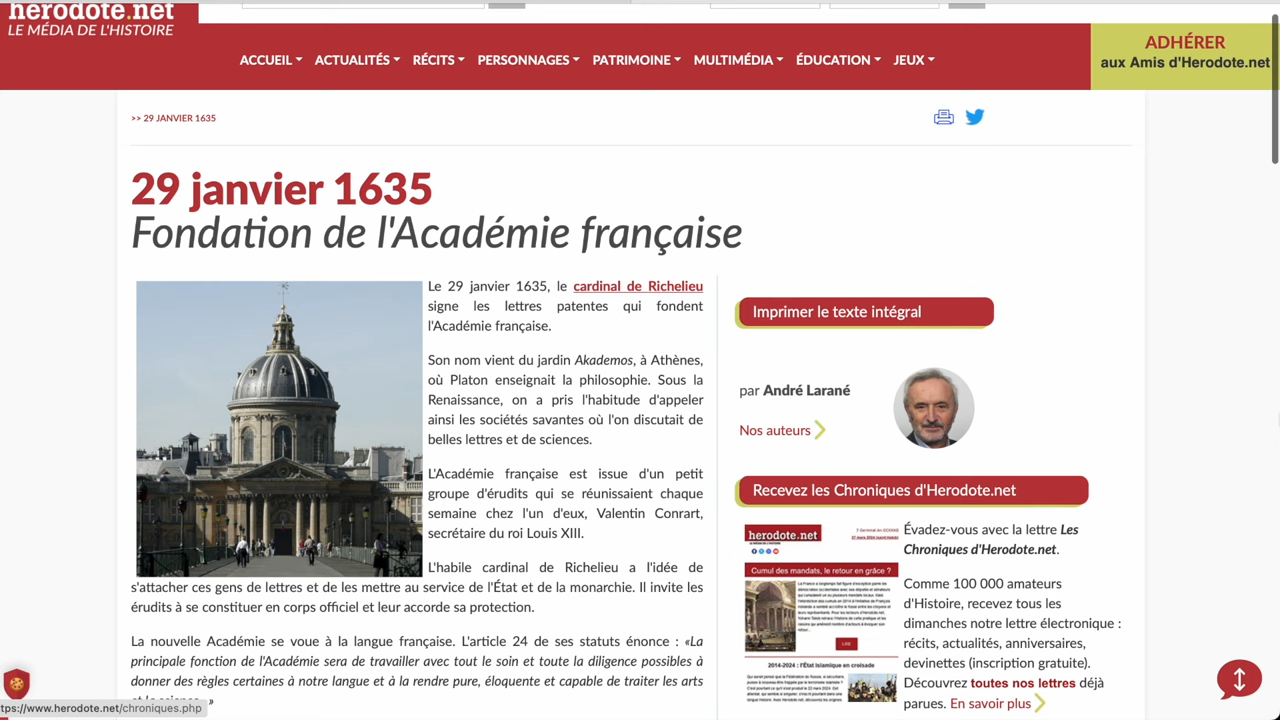 herodote.net
LE MÉDIA DE L'HISTOIRE
ACCUEIL ACTUALITÉS RÉCITS PERSONNAGES PATRIMOINE MULTIMÉDIA ÉDUCATION JEUX
ADHÉRER
aux Amis d'Herodote.net
>> 29 JANVIER 1635
29 janvier 1635
Fondation de l'Académie française
Le 29 janvier 1635, le cardinal de Richelieu
signe les lettres patentes qui fondent
l'Académie française.
Son nom vient du jardin Akademos, à Athènes,
où Platon enseignait la philosophie. Sous la
Renaissance, on a pris l'habitude d'appeler
ainsi les sociétés savantes où l'on discutait de
belles lettres et de sciences.
L'Académie française est issue d'un petit
groupe d'érudits qui se réunissaient chaque
semaine chez l'un d'eux, Valentin Conrart,
secrétaire du roi Louis XIII.
L'habile cardinal de Richelieu a l'idée de
s'attacher ces gens de lettres et de les mettre au service de l'État et de la monarchie. Il invite les
érudits à se constituer en corps officiel et leur accorde sa protection.
La nouvelle Académie se voue à la langue française. L'article 24 de ses statuts énonce : «La
principale fonction de l'Académie sera de travailler avec tout le soin et toute la diligence possibles à
donner des règles certaines à notre langue et à la rendre pure, éloquente et capable de traiter les arts
Imprimer le texte intégral
par André Larané
Nos auteurs
Recevez les Chroniques d'Herodote.net
herodote.net
Cumul des mandats, le retour en grâce ?
LIRE
2014-2024 : l'État islamique en croisade
Évadez-vous avec la lettre Les
Chroniques d'Herodote.net.
Comme 100 000 amateurs
d'Histoire, recevez tous les
dimanches notre lettre électronique :
récits, actualités, anniversaires,
devinettes (inscription gratuite).
Découvrez toutes nos lettres déjà
parues. En savoir plus